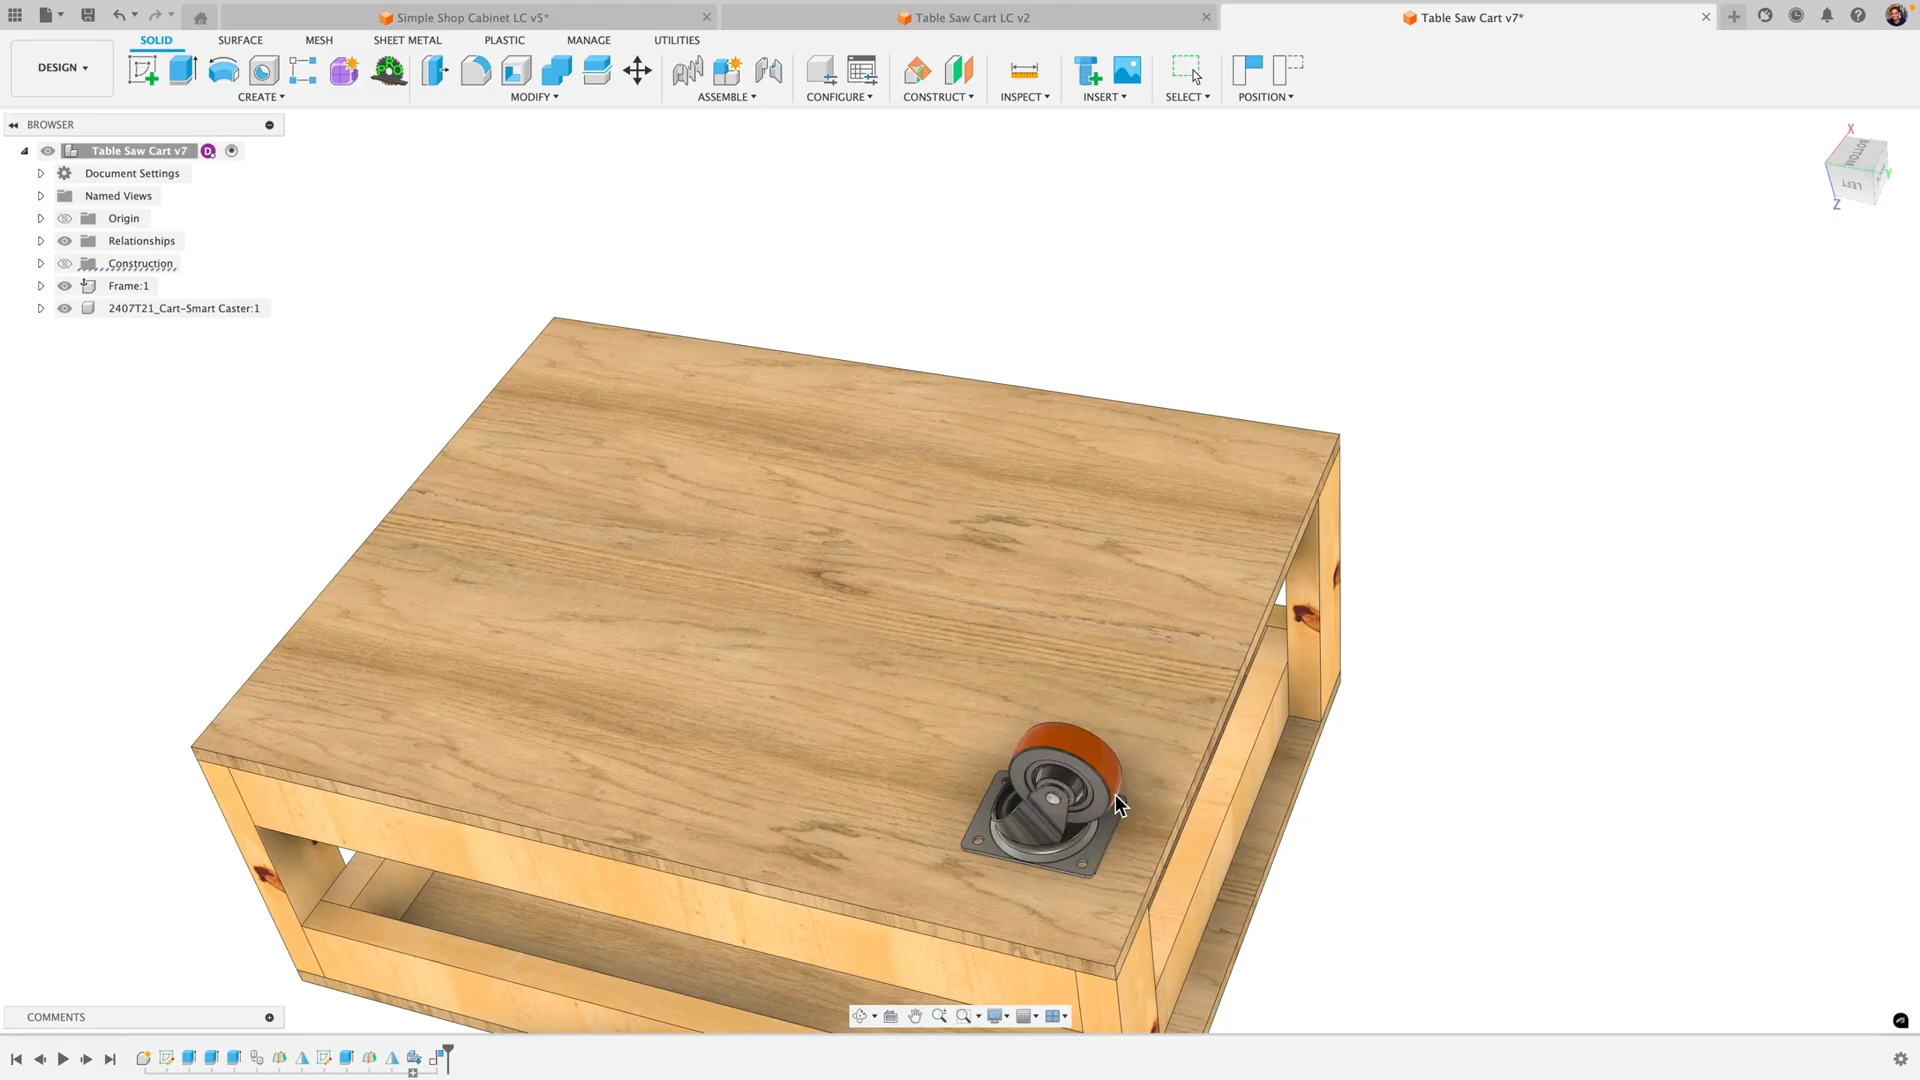 Simple Shop Cabinet LC v5*
Table Saw Cart LC v2
Table Saw Cart v7*
DESIGN
SOLID
SURFACE
MESH
SHEET METAL
PLASTIC
MANAGE
UTILITIES
CREATE
MODIFY
ASSEMBLE
CONFIGURE
CONSTRUCT
INSPECT
INSERT
SELECT
POSITION
BROWSER
Table Saw Cart v7
D
Document Settings
Named Views
Origin
Relationships
Construction
Frame:1
2407T21_Cart-Smart Caster:1
X
BOTTOM
Y
LEFT
Z
COMMENTS